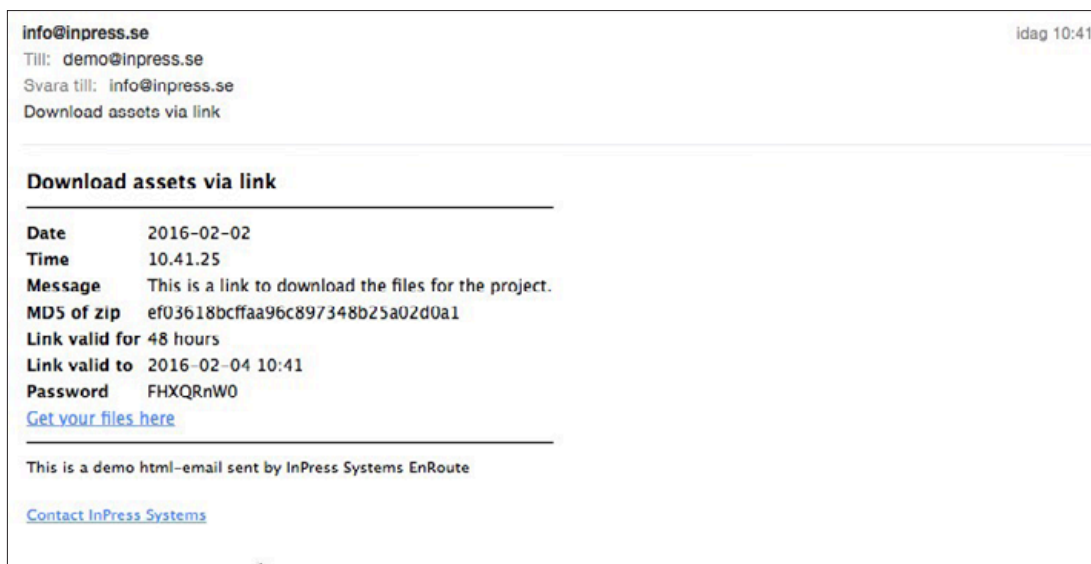 info@inpress.se idag 10:41
Till: demo@inpress.se
Svara till: info@inpress.se
Download assets via link
Download assets via link
Date 2016-02-02
Time 10.41.25
Message This is a link to download the files for the project.
MD5 of zip ef03618bcffaa96c897348b25a02d0a1
Link valid for 48 hours
Link valid to 2016-02-04 10:41
Password FHXQRnW0
Get your files here
This is a demo html-email sent by InPress Systems EnRoute
Contact InPress Systems